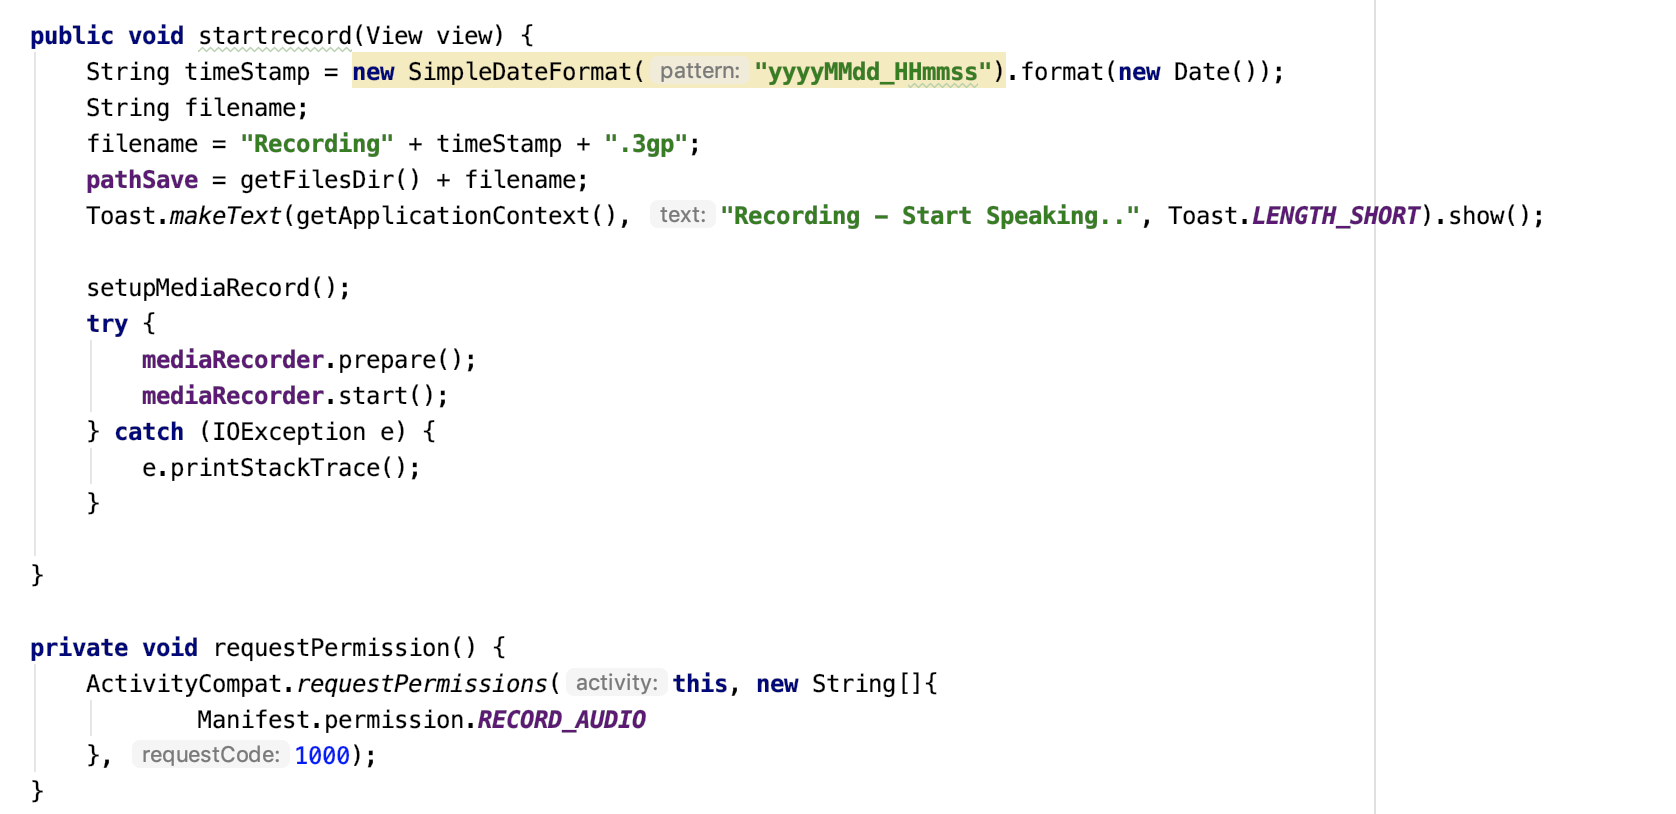 public void startrecord(View view) {
    String timeStamp = new SimpleDateFormat( pattern: "yyyyMMdd_HHmmss").format(new Date());
    String filename;
    filename = "Recording" + timeStamp + ".3gp";
    pathSave = getFilesDir() + filename;
    Toast.makeText(getApplicationContext(), text: "Recording – Start Speaking..", Toast.LENGTH_SHORT).show();
    setupMediaRecord();
    try {
        mediaRecorder.prepare();
        mediaRecorder.start();
    } catch (IOException e) {
        e.printStackTrace();
    }
}
private void requestPermission() {
    ActivityCompat.requestPermissions( activity: this, new String[]{
            Manifest.permission.RECORD_AUDIO
    }, requestCode: 1000);
}